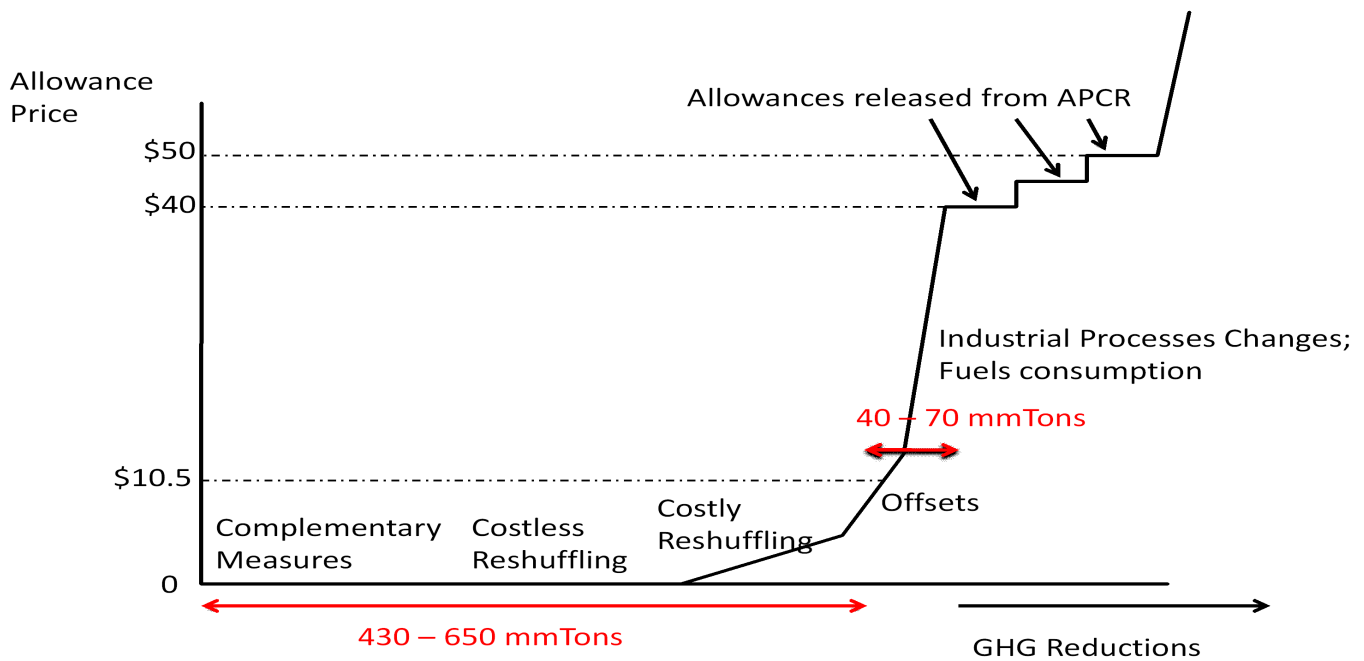 Allowance
Price
Allowances released from APCR
$50
$40
Industrial Processes Changes;
Fuels consumption
40 – 70 mmTons
$10.5
Offsets
Costly
Reshuffling
Complementary
Measures
Costless
Reshuffling
0
430 – 650 mmTons
GHG Reductions